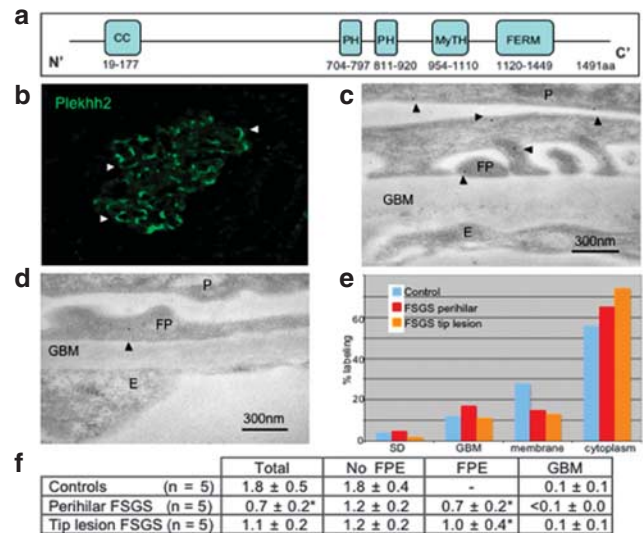 a
CC
PH
PH
MyTH
FERM
N'
19-177
704-797
811-920
954-1110
1120-1449
1491aa
C'
b
Plekhh2
c
P
FP
GBM
E
300nm
d
P
FP
GBM
E
300nm
e
Control
FSGS perihilar
FSGS tip lesion
% labeling
60
40
20
0
SD
GBM
membrane
cytoplasm
f
Total No FPE FPE GBM
Controls (n = 5) 1.8 ± 0.5 1.8 ± 0.4 - 0.1 ± 0.1
Perihilar FSGS (n = 5) 0.7 ± 0.2* 1.2 ± 0.2 0.7 ± 0.2* <0.1 ± 0.0
Tip lesion FSGS (n = 5) 1.1 ± 0.2 1.2 ± 0.2 1.0 ± 0.4* 0.1 ± 0.1